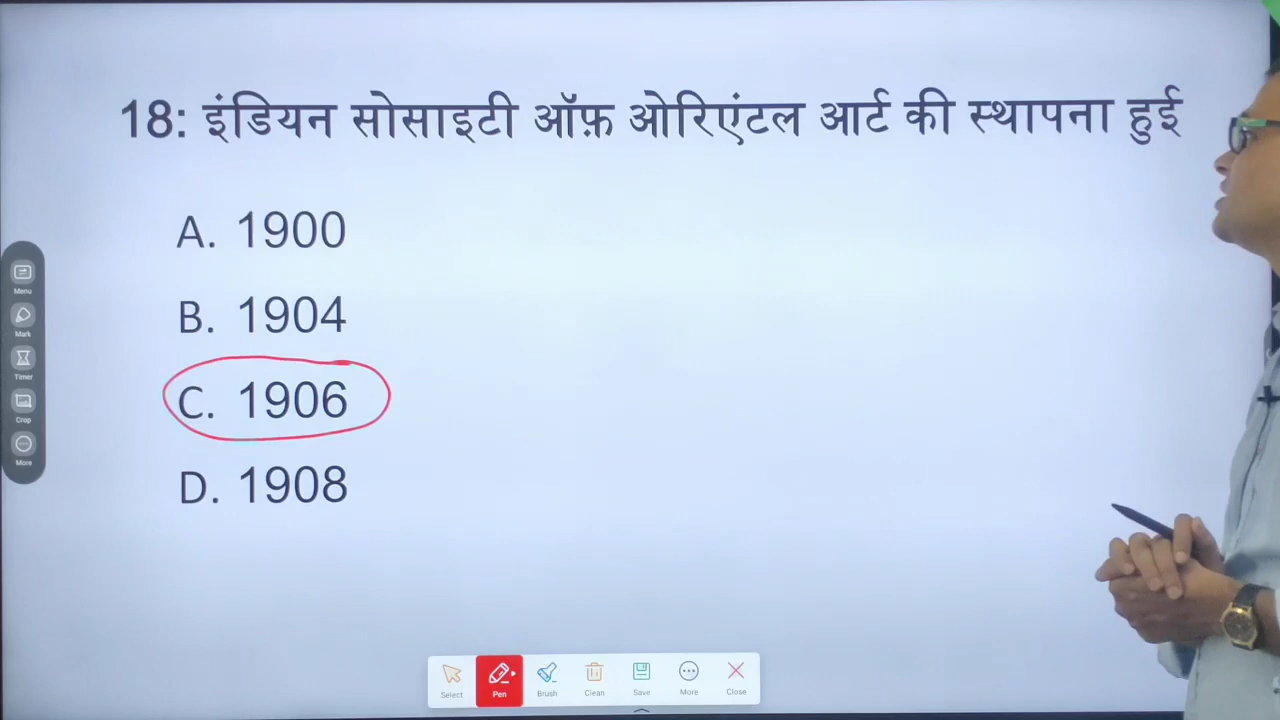 18: इंडियन सोसाइटी ऑफ़ ओरिएंटल आर्ट की स्थापना हुई
A. 1900
B. 1904
C. 1906
D. 1908
Menu
Mark
Timer
Crop
More
Select
Pen
Brush
Clean
Save
More
Close